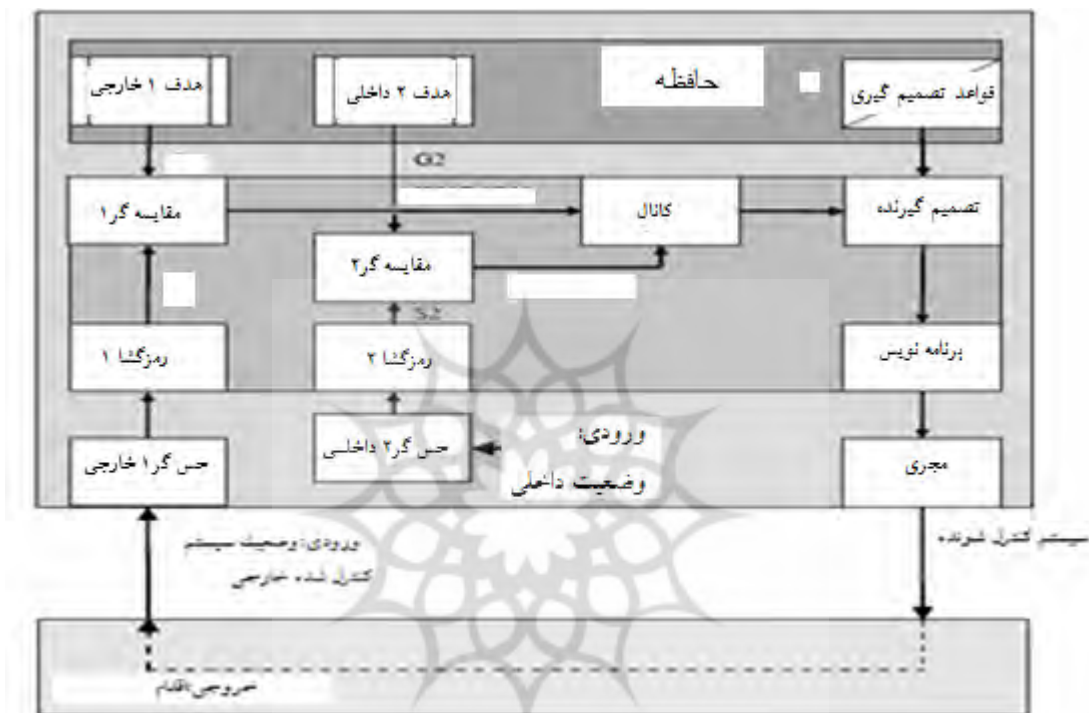 هدف ۱ خارجی
هدف ۲ داخلی
حافظه
قواعد تصمیم گیری
G2
مقایسه گر۱
کانال
تصمیم گیرنده
مقایسه گر۲
S2
رمزگشا ۱
رمزگشا ۲
برنامه نویس
حس گر۱ خارجی
حس گر۲ داخلی
ورودی:
وضعیت داخلی
مجری
ورودی: وضعیت سیستم
کنترل شده خارجی
سیستم کنترل شونده
خروجی:اقدام